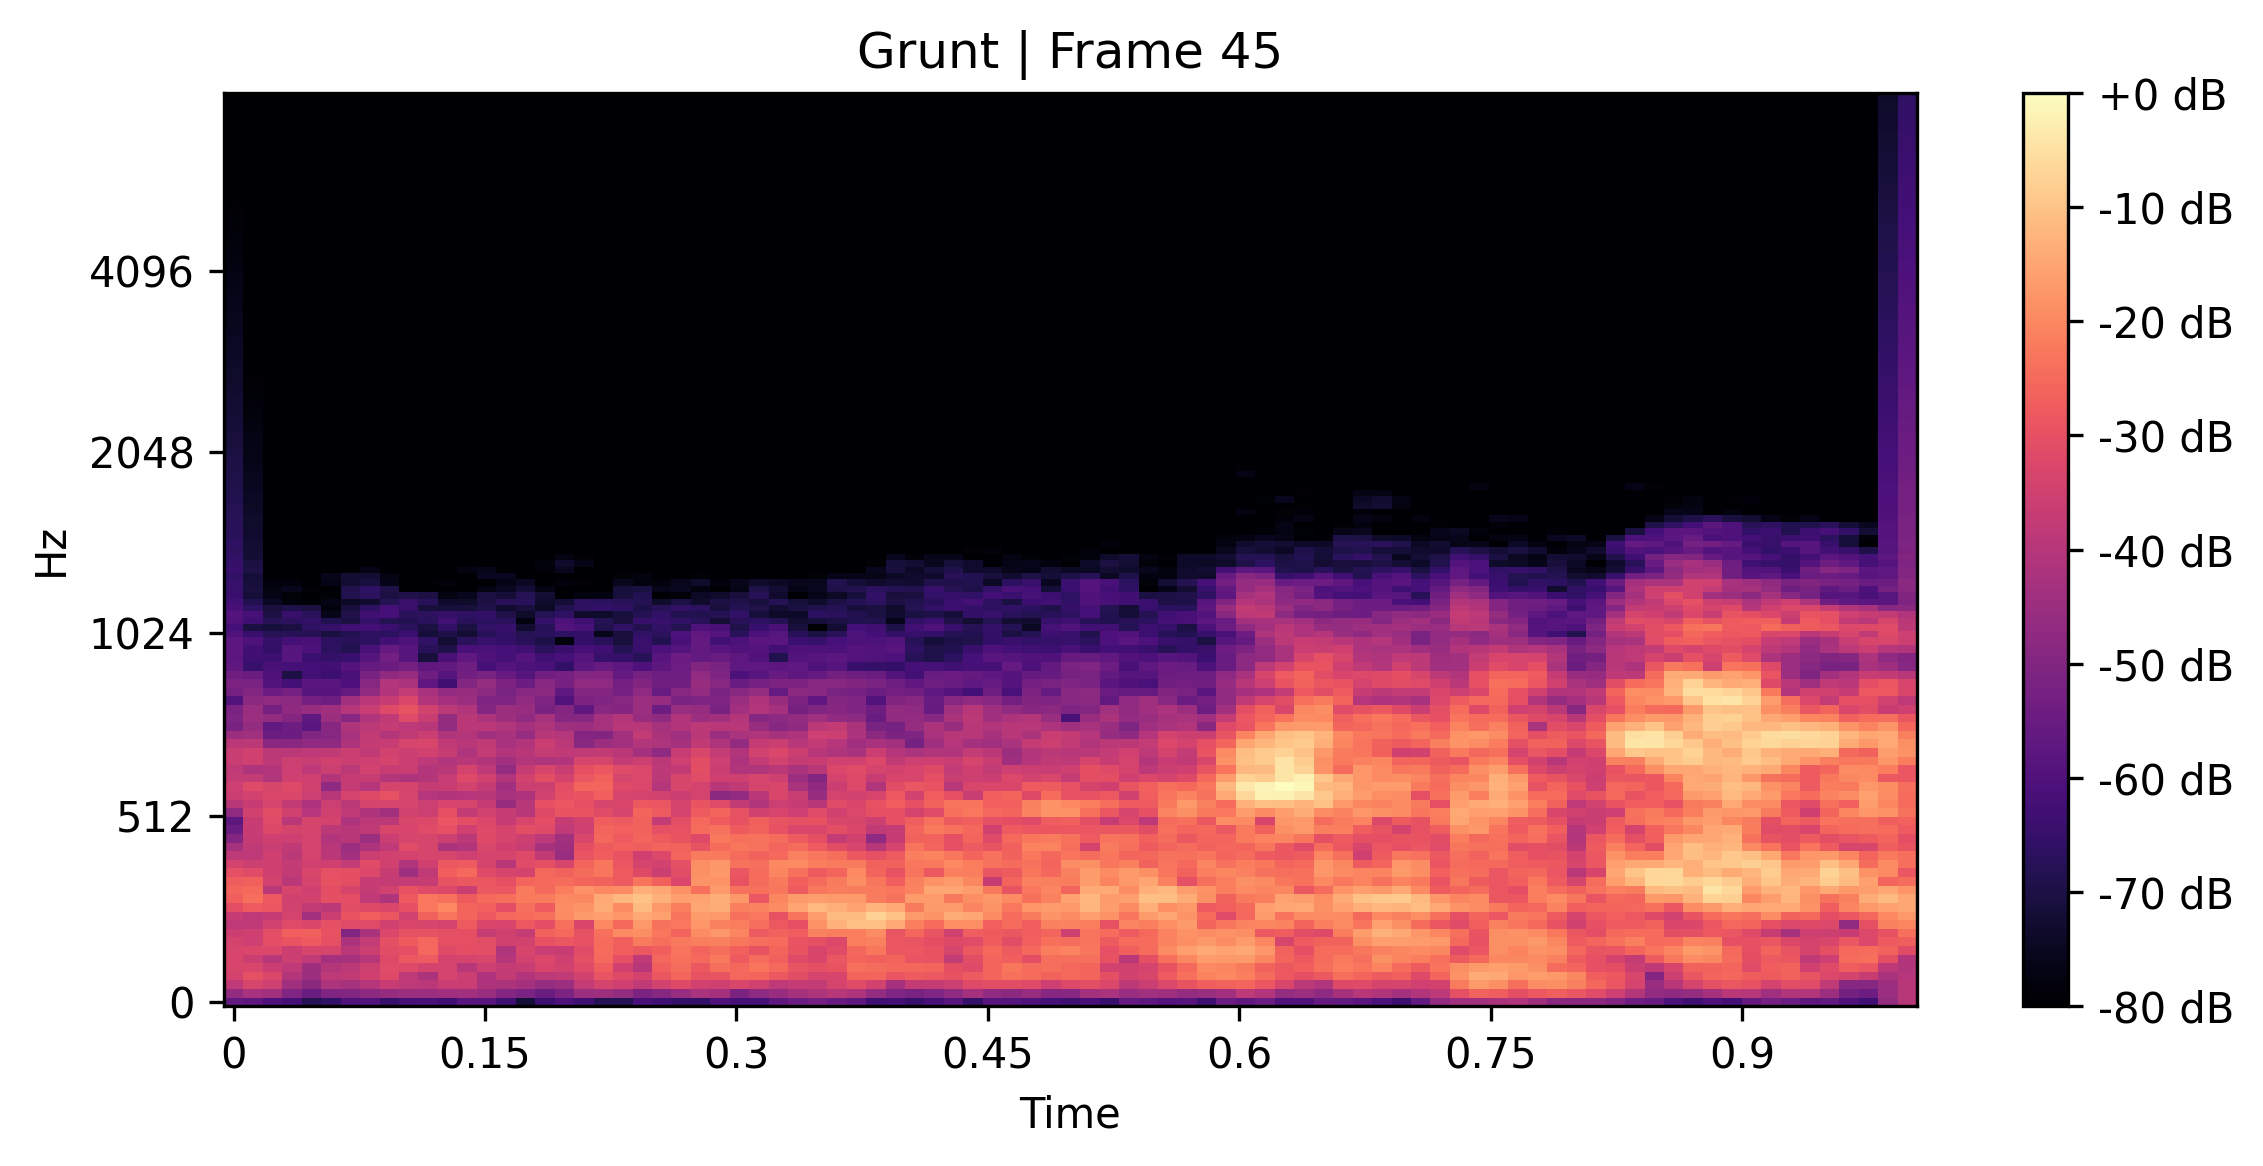 Grunt | Frame 45
+0 dB
-10 dB
-20 dB
-30 dB
-40 dB
-50 dB
-60 dB
-70 dB
-80 dB
Hz
4096
2048
1024
512
0
0 0.15 0.3 0.45 0.6 0.75 0.9
Time